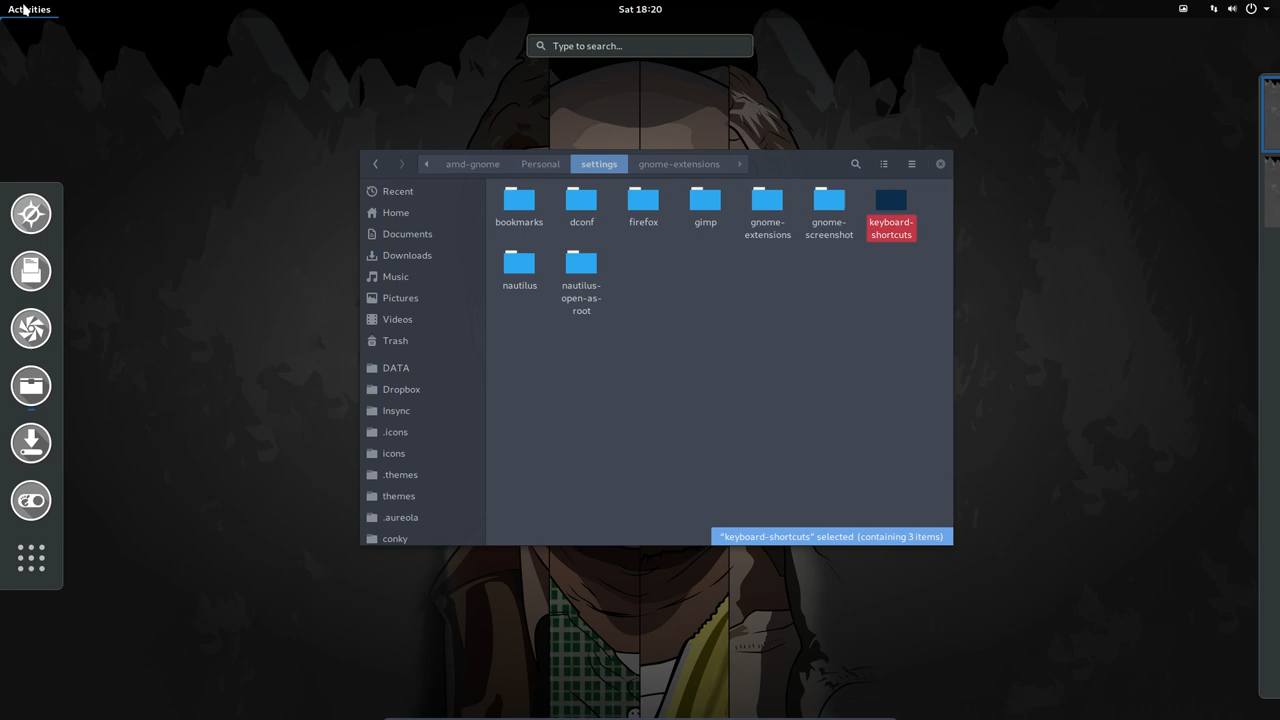 Activities
Sat 18:20
Type to search...
amd-gnome Personal settings gnome-extensions
Recent
Home
Documents
Downloads
Music
Pictures
Videos
Trash
DATA
Dropbox
Insync
.icons
icons
.themes
themes
.aureola
conky
bookmarks
dconf
firefox
gimp
gnome-
extensions
gnome-
screenshot
keyboard-
shortcuts
nautilus
nautilus-
open-as-
root
"keyboard-shortcuts" selected (containing 3 items)